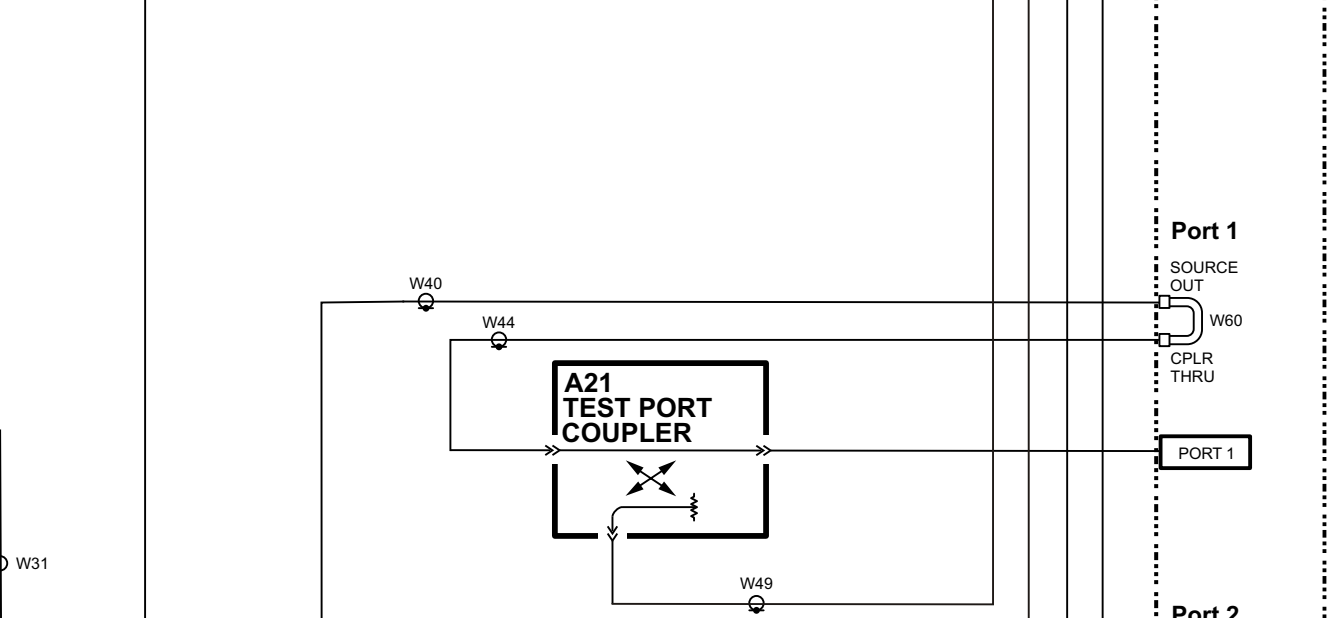 Port 1
SOURCE
OUT
W40
W60
W44
CPLR
THRU
A21
TEST PORT
COUPLER
PORT 1
W31
W49
Port 2